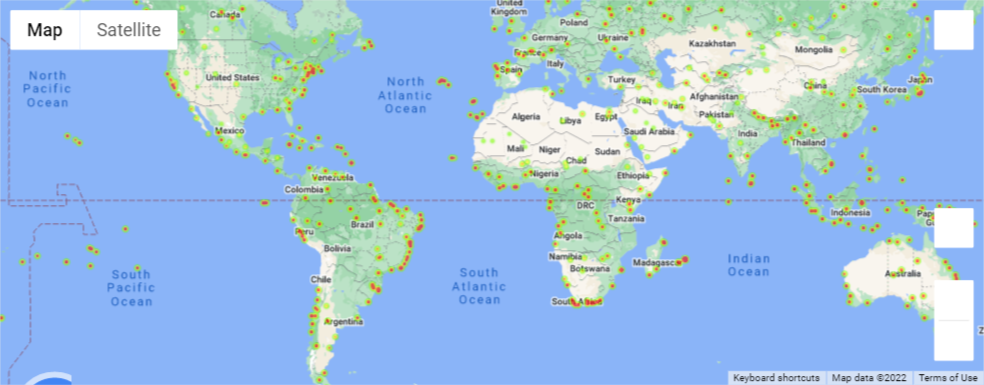 Canada
United
Kingdom
Poland
Germany
Ukraine
France
Kazakhstan
Mongolia
Map
Satellite
Italy
Spain
North
Pacific
Ocean
United States
North
Atlantic
Ocean
Turkey
China
Japan
South Korea
Iraq
Iran
Afghanistan
Pakistan
Algeria
Libya
Egypt
Mexico
Saudi Arabia
India
Mali
Niger
Sudan
Thailand
Chad
Venezuela
Nigeria
Ethiopia
Colombia
Kenya
DRC
Indonesia
Tanzania
Brazil
Peru
Angola
Bolivia
Namibia
Botswana
Madagascar
Indian
Ocean
Australia
South
Pacific
Ocean
Chile
South
Atlantic
Ocean
Argentina
Keyboard shortcuts
Map data ©2022
Terms of Use